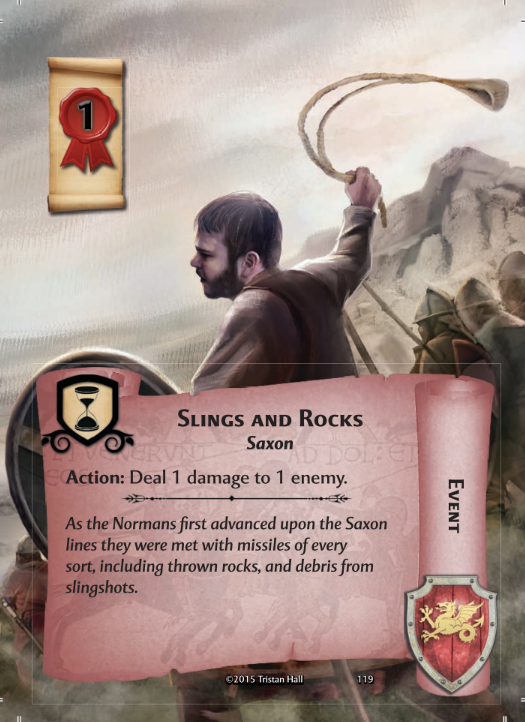 1
SLINGS AND ROCKS
Saxon
Action: Deal 1 damage to 1 enemy.
As the Normans first advanced upon the Saxon
lines they were met with missiles of every
sort, including thrown rocks, and debris from
slingshots.
EVENT
©2015 Tristan Hall
119